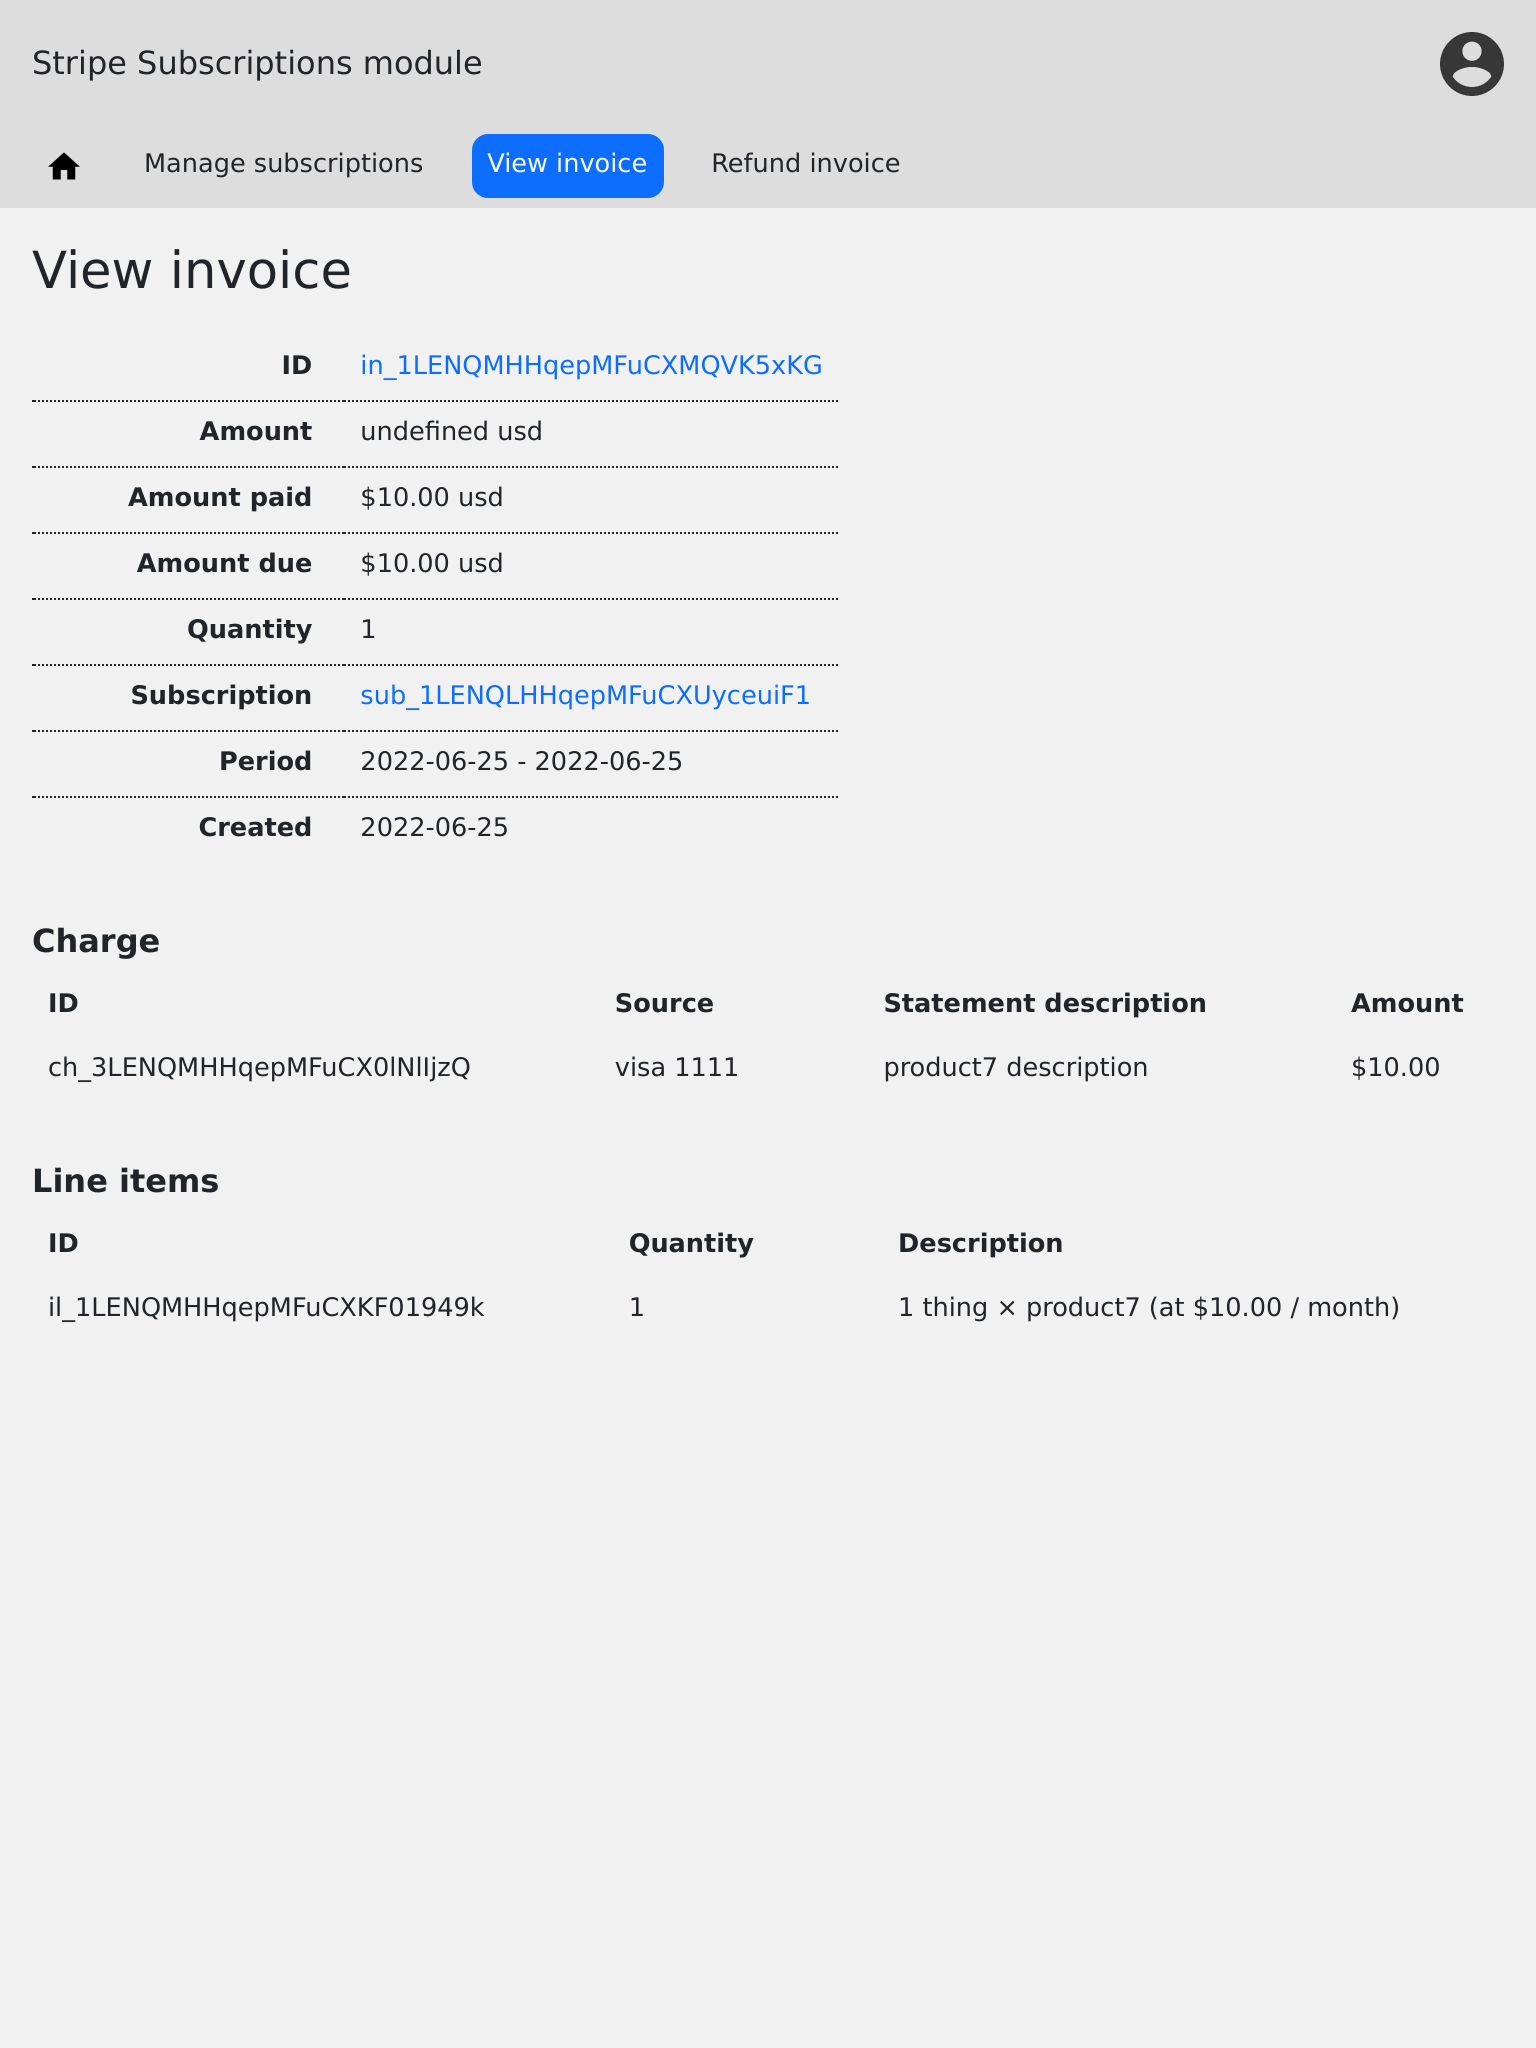 Stripe Subscriptions module
Manage subscriptions View invoice Refund invoice
View invoice
ID in_1LENQMHHqepMFuCXMQVK5xKG
Amount undefined usd
Amount paid $10.00 usd
Amount due $10.00 usd
Quantity 1
Subscription sub_1LENQLHHqepMFuCXUyceuiF1
Period 2022-06-25 - 2022-06-25
Created 2022-06-25
Charge
ID Source Statement description Amount
ch_3LENQMHHqepMFuCX0lNlIjzQ visa 1111 product7 description $10.00
Line items
ID Quantity Description
il_1LENQMHHqepMFuCXKF01949k 1 1 thing × product7 (at $10.00 / month)